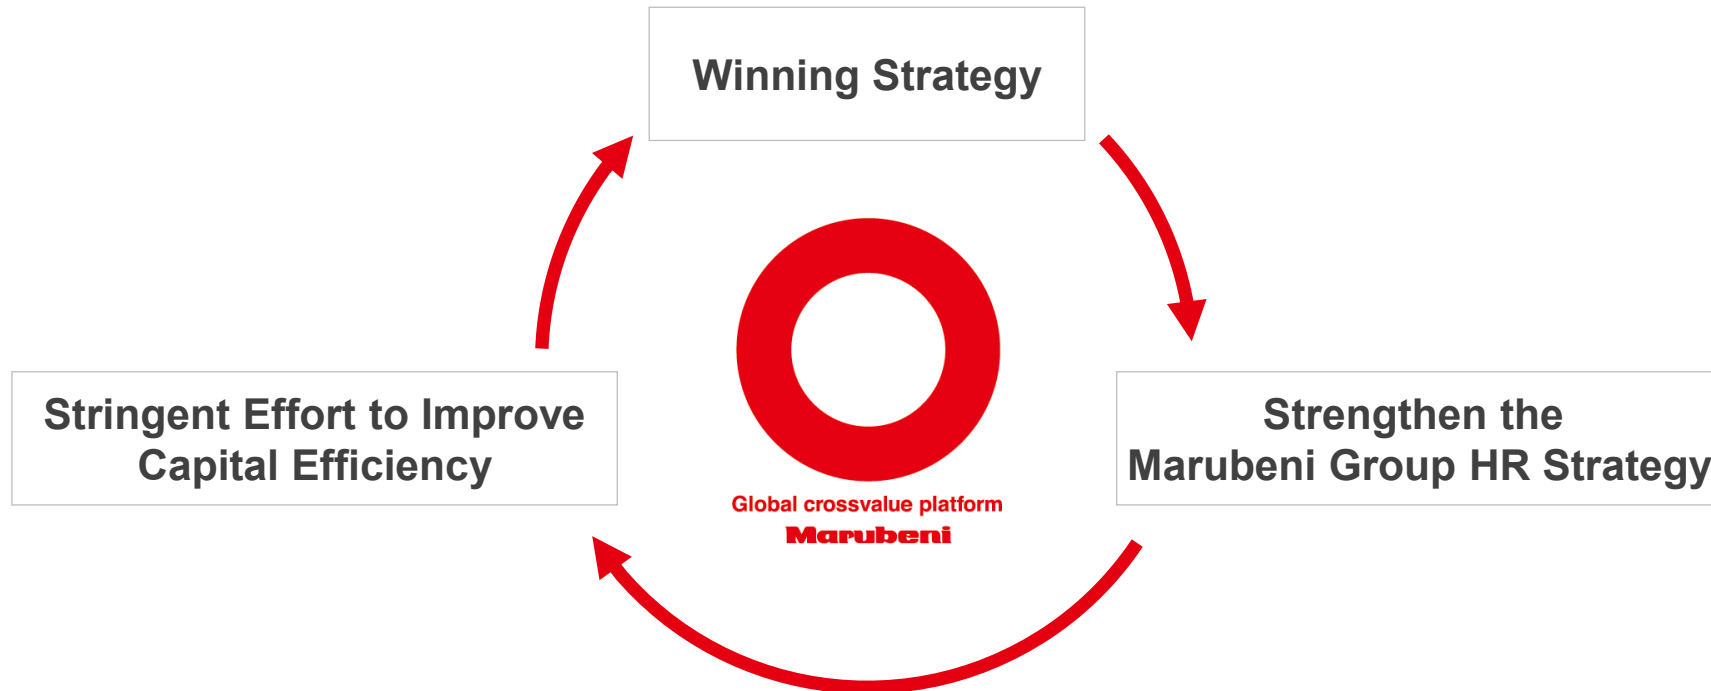 Winning Strategy
Stringent Effort to Improve
Capital Efficiency
Strengthen the
Marubeni Group HR Strategy
Global crossvalue platform
Marubeni